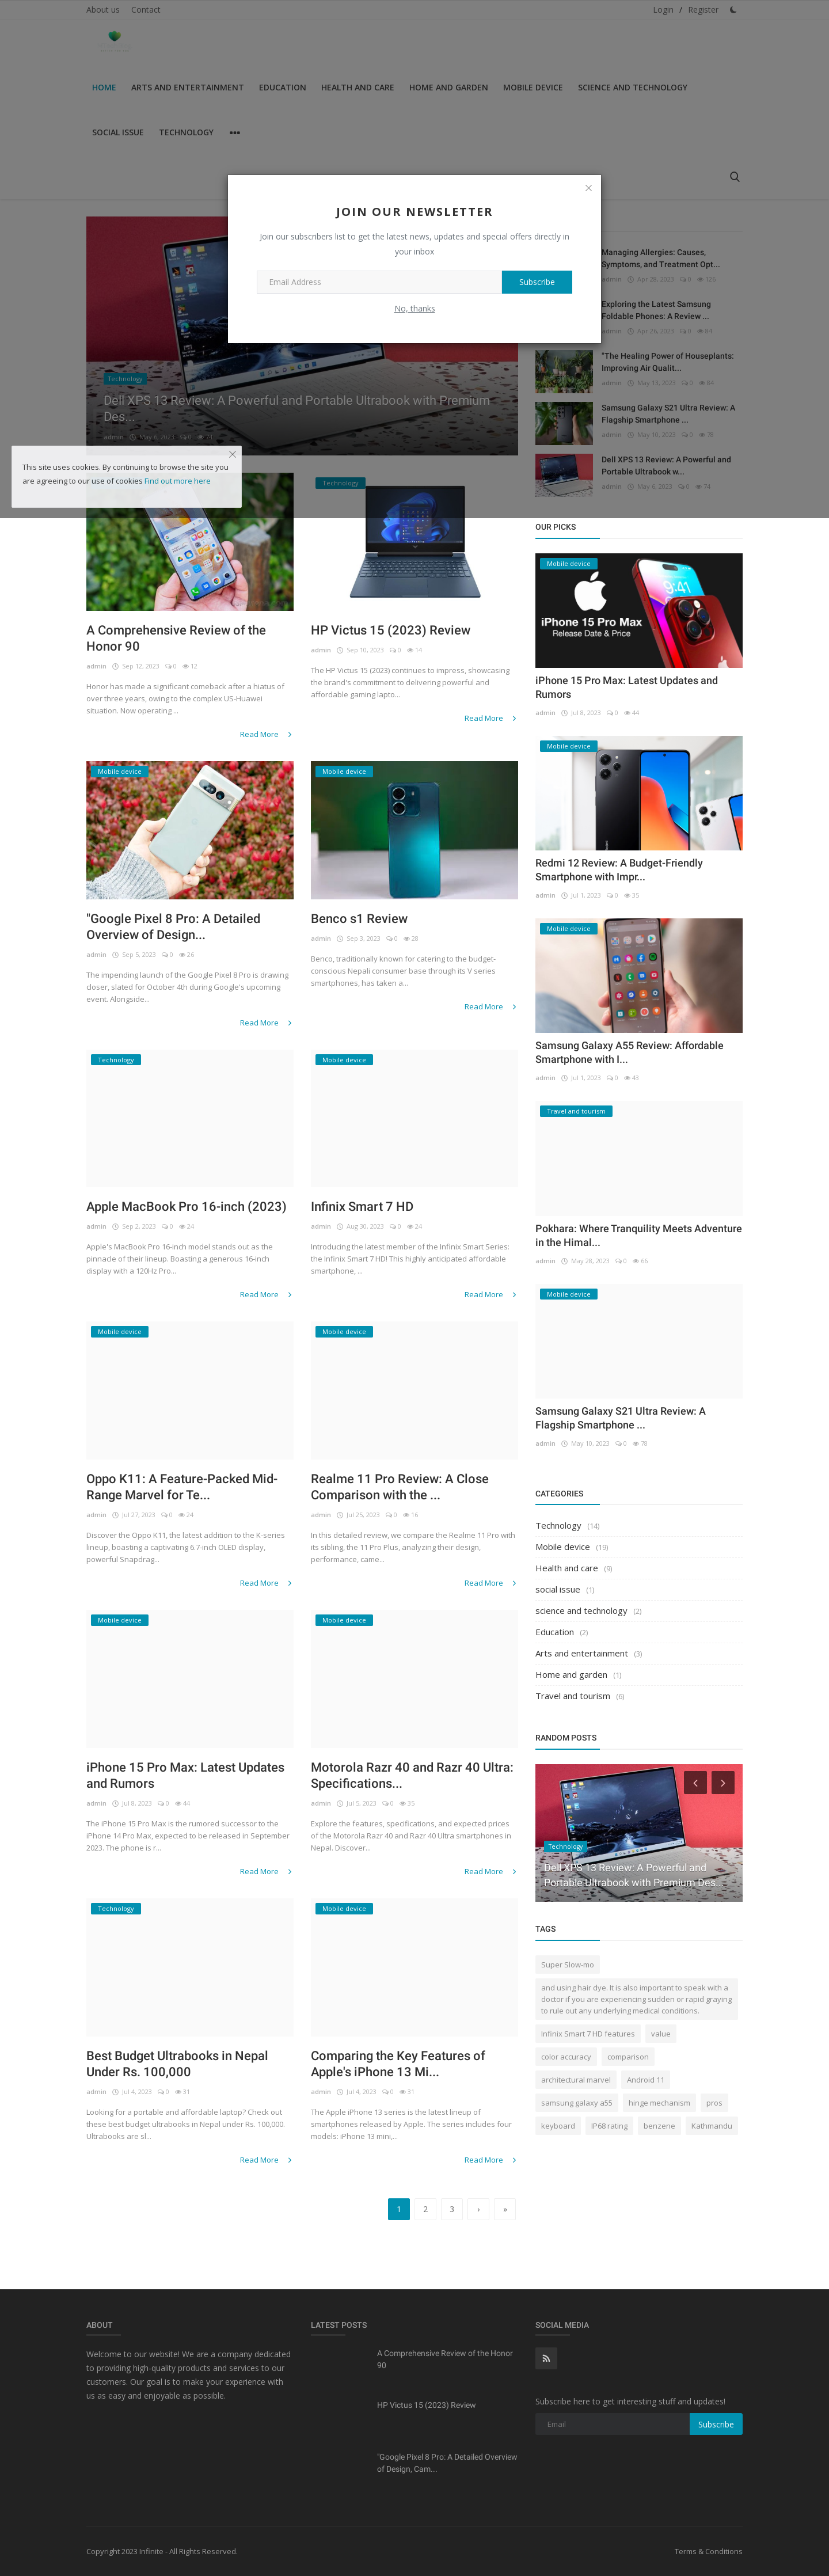 About us Contact
Login / Register
HOME ARTS AND ENTERTAINMENT EDUCATION HEALTH AND CARE HOME AND GARDEN MOBILE DEVICE SCIENCE AND TECHNOLOGY
SOCIAL ISSUE TECHNOLOGY
JOIN OUR NEWSLETTER
Join our subscribers list to get the latest news, updates and special offers directly in
your inbox
Email Address Subscribe
No, thanks
Technology
Dell XPS 13 Review: A Powerful and Portable Ultrabook with Premium
Des...
admin May 6, 2023 0
This site uses cookies. By continuing to browse the site you
are agreeing to our use of cookies Find out more here
Managing Allergies: Causes,
Symptoms, and Treatment Opt...
admin Apr 28, 2023 0 126
Exploring the Latest Samsung
Foldable Phones: A Review ...
admin Apr 26, 2023 0 84
"The Healing Power of Houseplants:
Improving Air Qualit...
admin May 13, 2023 0 84
Samsung Galaxy S21 Ultra Review: A
Flagship Smartphone ...
admin May 10, 2023 0 78
Dell XPS 13 Review: A Powerful and
Portable Ultrabook w...
admin May 6, 2023 0 74
A Comprehensive Review of the
Honor 90
admin Sep 12, 2023 0 12
Honor has made a significant comeback after a hiatus of
over three years, owing to the complex US-Huawei
situation. Now operating ...
Read More
Technology
HP Victus 15 (2023) Review
admin Sep 10, 2023 0 14
The HP Victus 15 (2023) continues to impress, showcasing
the brand's commitment to delivering powerful and
affordable gaming lapto...
Read More
Mobile device
"Google Pixel 8 Pro: A Detailed
Overview of Design...
admin Sep 5, 2023 0 26
The impending launch of the Google Pixel 8 Pro is drawing
closer, slated for October 4th during Google's upcoming
event. Alongside...
Read More
Mobile device
Benco s1 Review
admin Sep 3, 2023 0 28
Benco, traditionally known for catering to the budget-
conscious Nepali consumer base through its V series
smartphones, has taken a...
Read More
Technology
Apple MacBook Pro 16-inch (2023)
admin Sep 2, 2023 0 24
Apple's MacBook Pro 16-inch model stands out as the
pinnacle of their lineup. Boasting a generous 16-inch
display with a 120Hz Pro...
Read More
Mobile device
Infinix Smart 7 HD
admin Aug 30, 2023 0 24
Introducing the latest member of the Infinix Smart Series:
the Infinix Smart 7 HD! This highly anticipated affordable
smartphone, ...
Read More
Mobile device
Oppo K11: A Feature-Packed Mid-
Range Marvel for Te...
admin Jul 27, 2023 0 24
Discover the Oppo K11, the latest addition to the K-series
lineup, boasting a captivating 6.7-inch OLED display,
powerful Snapdrag...
Read More
Mobile device
Realme 11 Pro Review: A Close
Comparison with the ...
admin Jul 25, 2023 0 16
In this detailed review, we compare the Realme 11 Pro with
its sibling, the 11 Pro Plus, analyzing their design,
performance, came...
Read More
Mobile device
iPhone 15 Pro Max: Latest Updates
and Rumors
admin Jul 8, 2023 0 44
The iPhone 15 Pro Max is the rumored successor to the
iPhone 14 Pro Max, expected to be released in September
2023. The phone is r...
Read More
Mobile device
Motorola Razr 40 and Razr 40 Ultra:
Specifications...
admin Jul 5, 2023 0 35
Explore the features, specifications, and expected prices
of the Motorola Razr 40 and Razr 40 Ultra smartphones in
Nepal. Discover...
Read More
Technology
Best Budget Ultrabooks in Nepal
Under Rs. 100,000
admin Jul 4, 2023 0 31
Looking for a portable and affordable laptop? Check out
these best budget ultrabooks in Nepal under Rs. 100,000.
Ultrabooks are sl...
Read More
Mobile device
Comparing the Key Features of
Apple's iPhone 13 Mi...
admin Jul 4, 2023 0 31
The Apple iPhone 13 series is the latest lineup of
smartphones released by Apple. The series includes four
models: iPhone 13 mini,...
Read More
1 2 3 › »
OUR PICKS
Mobile device
iPhone 15 Pro Max
Release Date & Price
iPhone 15 Pro Max: Latest Updates and
Rumors
admin Jul 8, 2023 0 44
Mobile device
Redmi 12 Review: A Budget-Friendly
Smartphone with Impr...
admin Jul 1, 2023 0 35
Mobile device
Samsung Galaxy A55 Review: Affordable
Smartphone with I...
admin Jul 1, 2023 0 43
Travel and tourism
Pokhara: Where Tranquility Meets Adventure
in the Himal...
admin May 28, 2023 0 66
Mobile device
Samsung Galaxy S21 Ultra Review: A
Flagship Smartphone ...
admin May 10, 2023 0 78
CATEGORIES
Technology (14)
Mobile device (19)
Health and care (9)
social issue (1)
science and technology (2)
Education (2)
Arts and entertainment (3)
Home and garden (1)
Travel and tourism (6)
RANDOM POSTS
Technology
Dell XPS 13 Review: A Powerful and
Portable Ultrabook with Premium Des...
TAGS
Super Slow-mo
and using hair dye. It is also important to speak with a
doctor if you are experiencing sudden or rapid graying
to rule out any underlying medical conditions.
Infinix Smart 7 HD features value
color accuracy comparison
architectural marvel Android 11
samsung galaxy a55 hinge mechanism pros
keyboard IP68 rating benzene Kathmandu
ABOUT
Welcome to our website! We are a company dedicated
to providing high-quality products and services to our
customers. Our goal is to make your experience with
us as easy and enjoyable as possible.
LATEST POSTS
A Comprehensive Review of the Honor
90
HP Victus 15 (2023) Review
"Google Pixel 8 Pro: A Detailed Overview
of Design, Cam...
SOCIAL MEDIA
Subscribe here to get interesting stuff and updates!
Email Subscribe
Copyright 2023 Infinite - All Rights Reserved.
Terms & Conditions